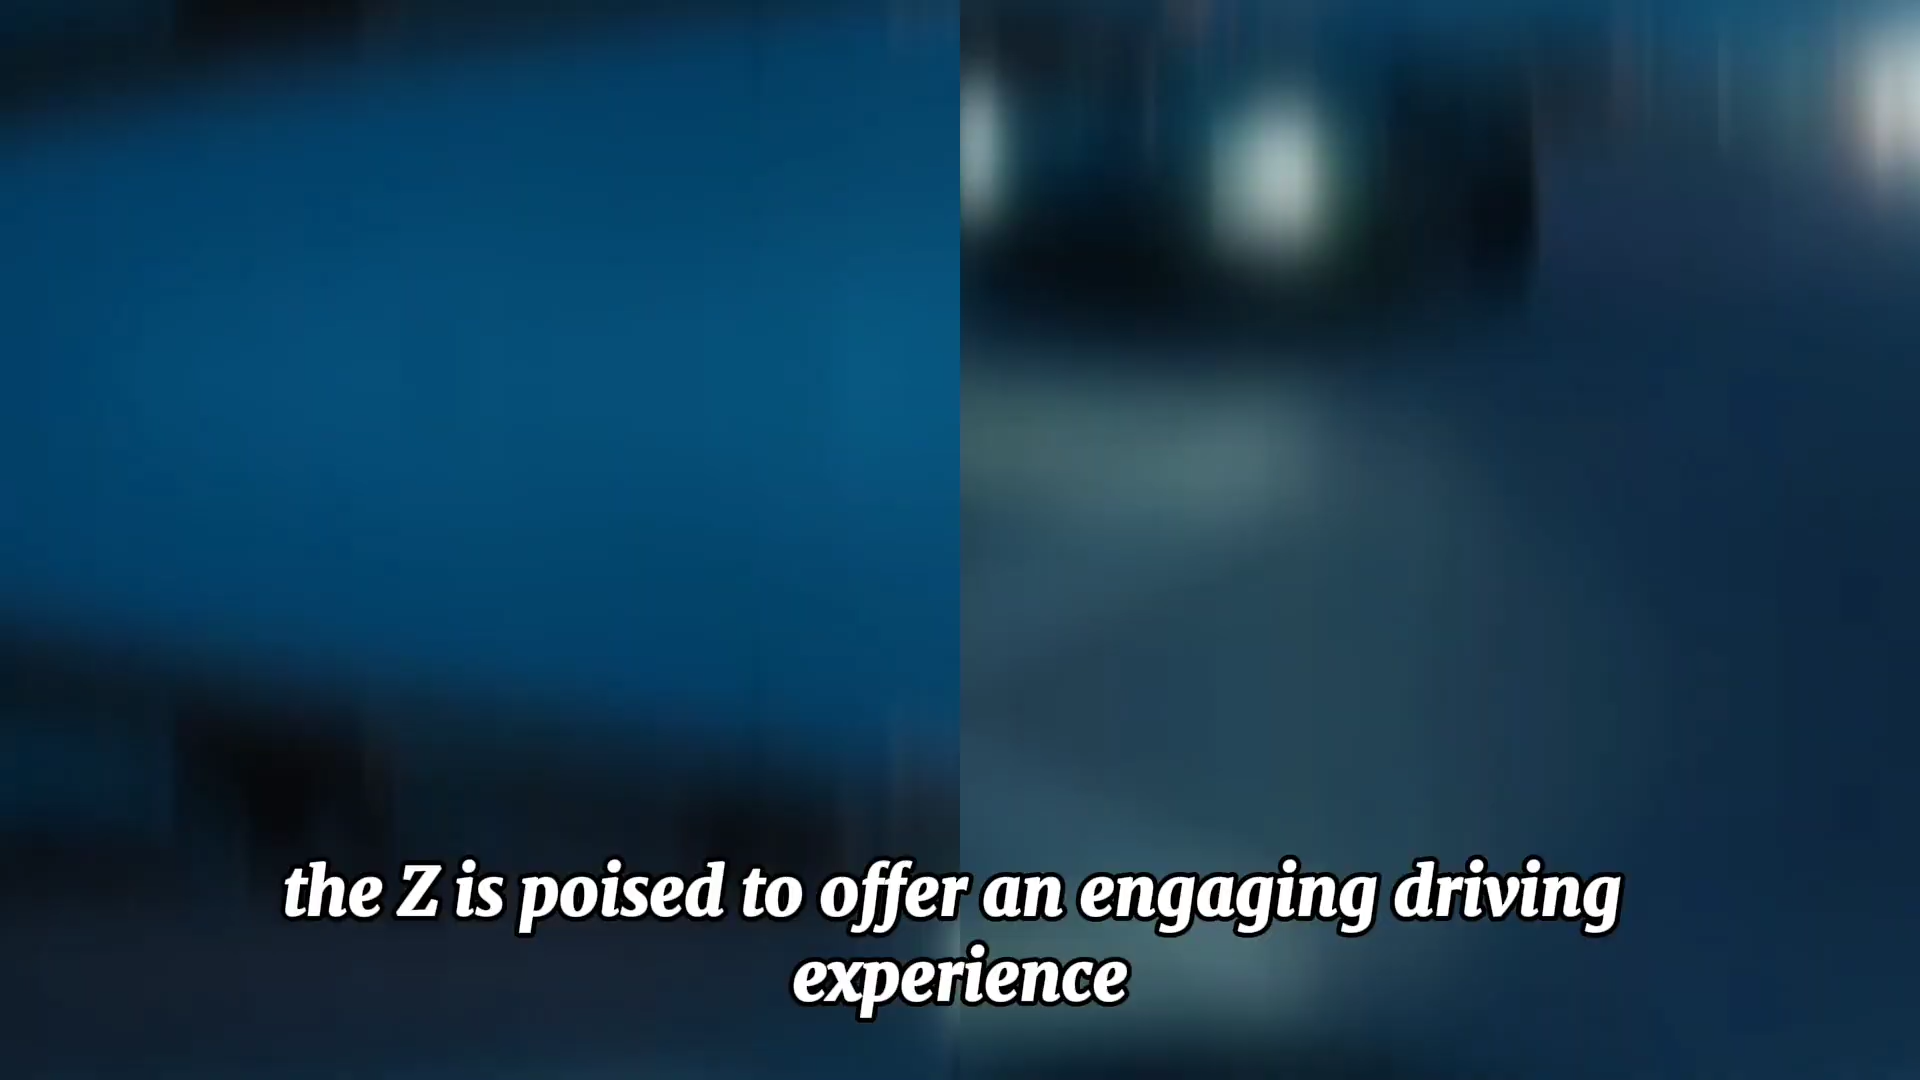 the Z is poised to offer an engaging driving
experience